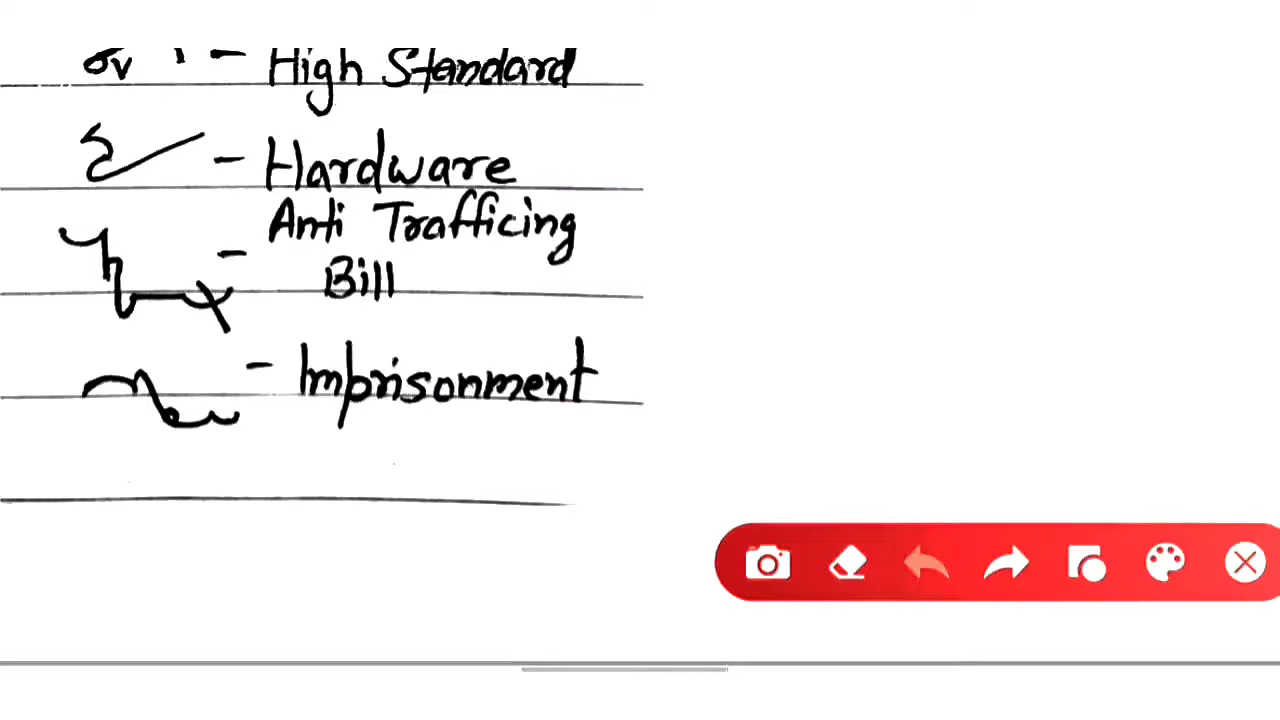 - High Standard
- Hardware
- Anti Trafficing
Bill
- Imprisonment